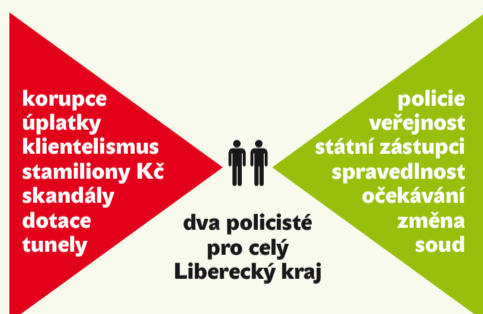 korupce
úplatky
klientelismus
stamiliony Kč
skandály
dotace
tunely
dva policisté
pro celý
Liberecký kraj
policie
veřejnost
státní zástupci
spravedlnost
očekávání
změna
soud